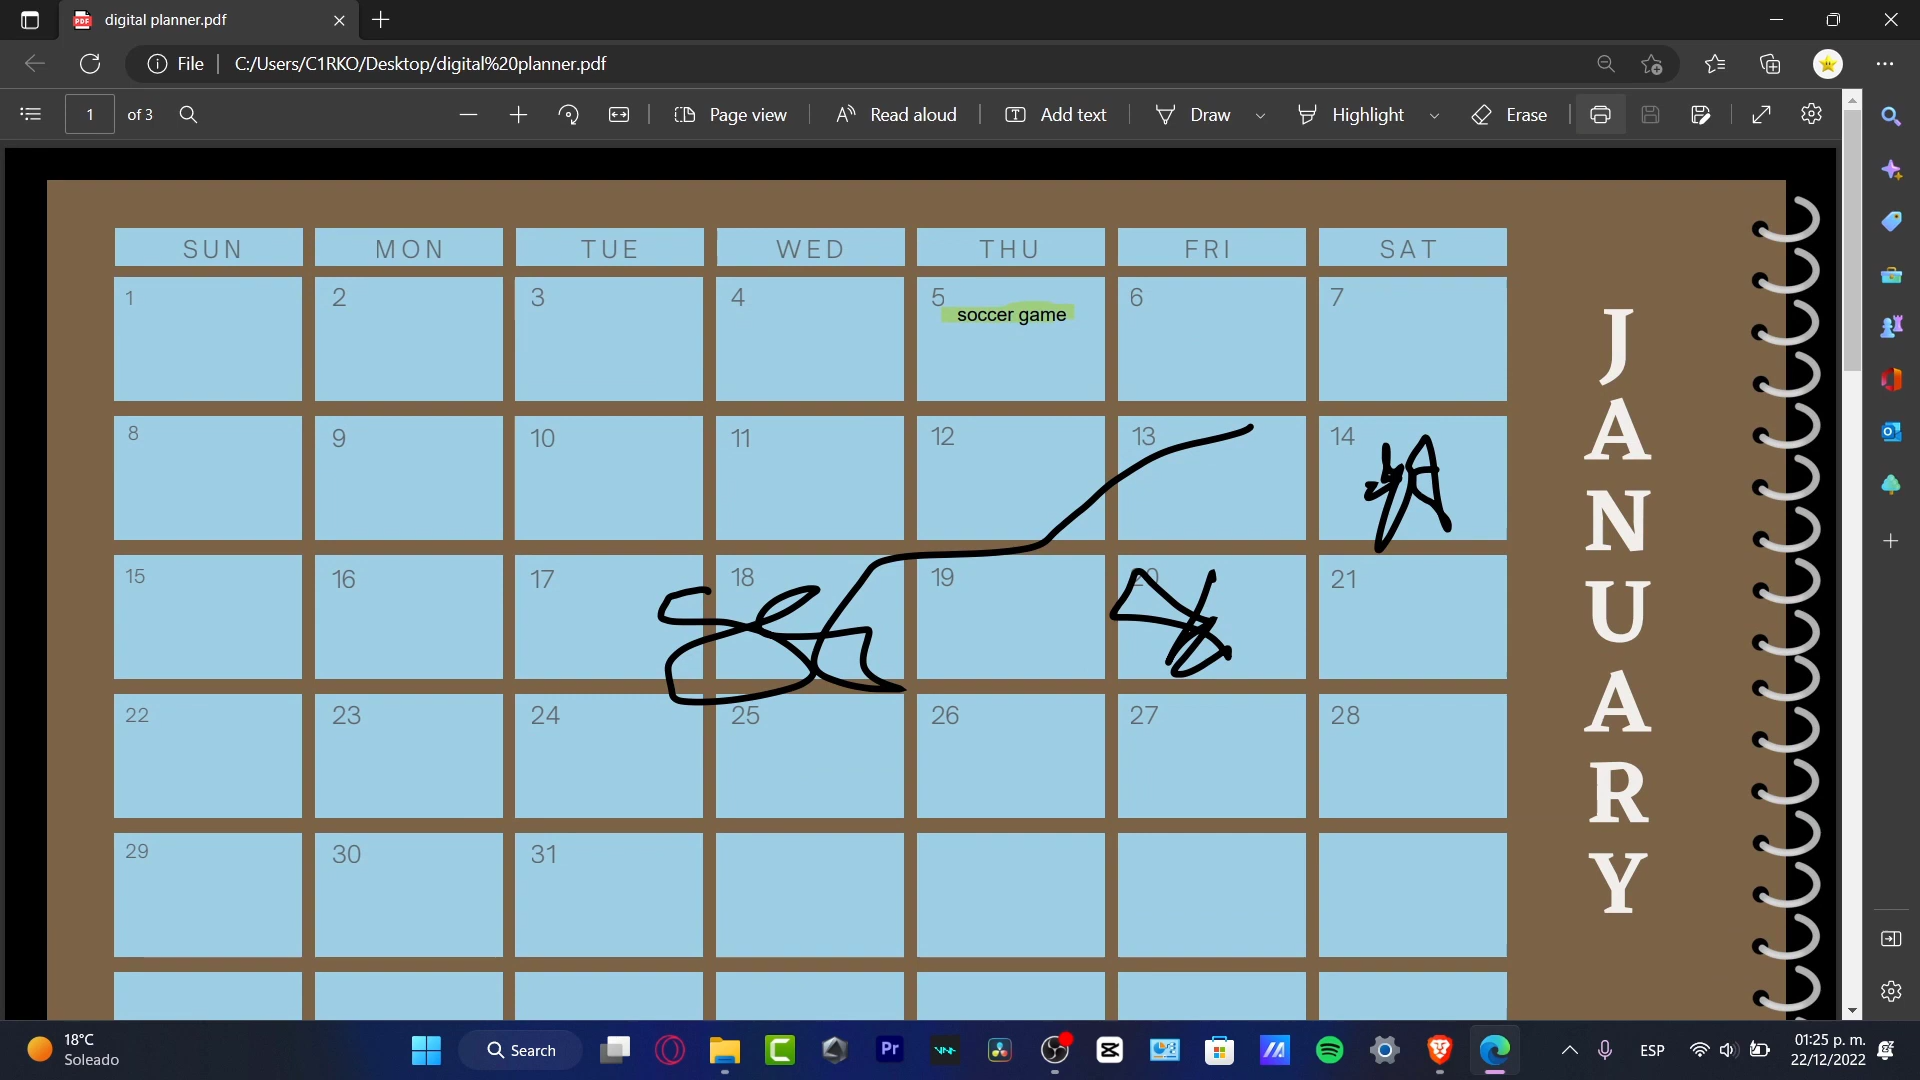 digital planner.pdf
File
C:/Users/C1RKO/Desktop/digital%20planner.pdf
1 of 3
Page view
Read aloud
Add text
Draw
Highlight
Erase
SUN MON TUE WED THU FRI SAT
1 2 3 4 5 6 7
soccer game
8 9 10 11 12 13 14
15 16 17 18 19 20 21
22 23 24 25 26 27 28
29 30 31
JANUARY
18°C
Soleado
Search
Pr
ESP
01:25 p. m.
22/12/2022